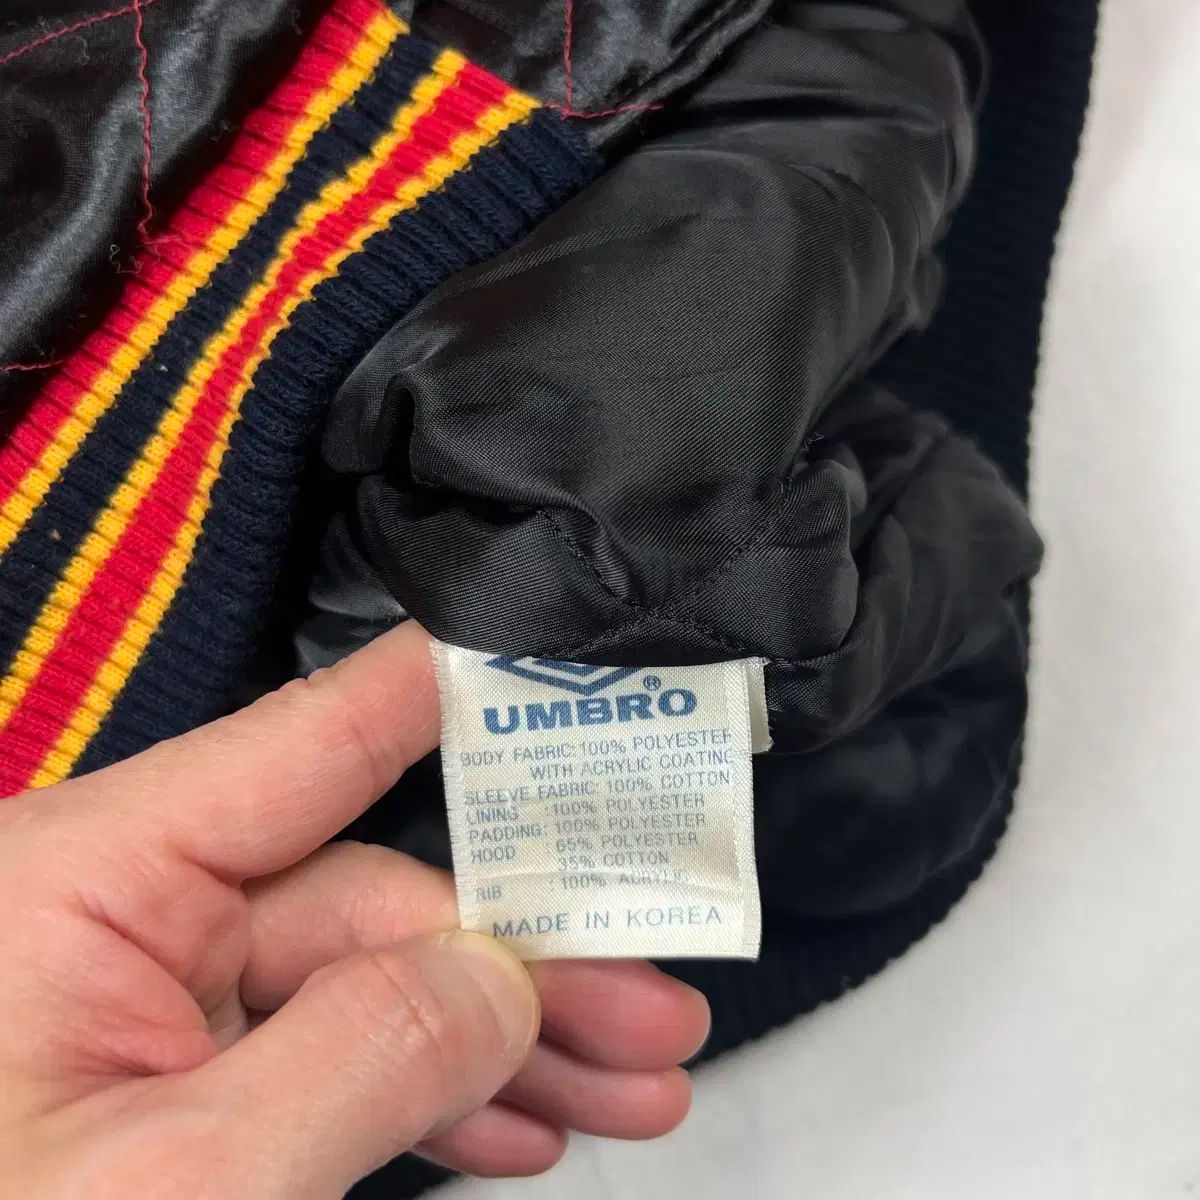 UMBRO®
BODY FABRIC: 100% POLYESTER
WITH ACRYLIC COATING
SLEEVE FABRIC: 100% COTTON
LINING : 100% POLYESTER
PADDING: 100% POLYESTER
HOOD 65% POLYESTER
35% COTTON
RIB : 100% ACRYLIC
MADE IN KOREA